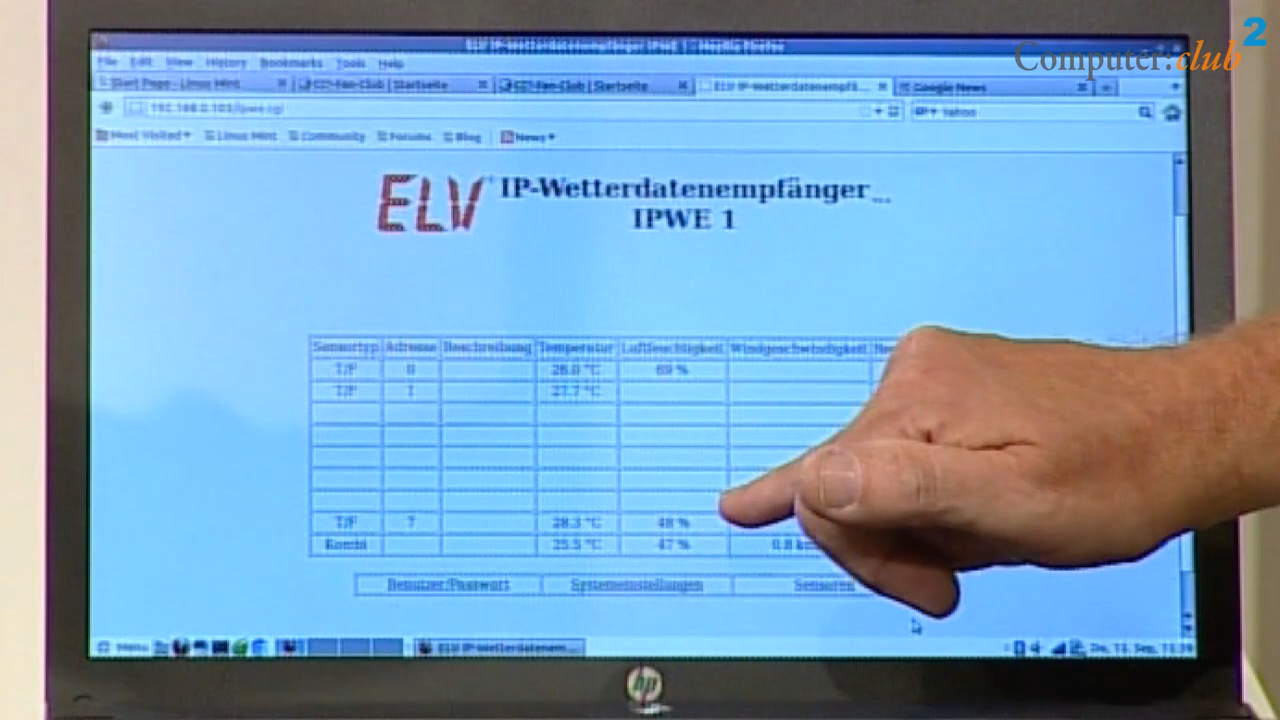 Computer:club²
ELV IP-Wetterdatenempfänger IPWE 1 - Mozilla Firefox
File Edit View History Bookmarks Tools Help
Start Page - Linux Mint
CC²-Fan-Club | Startseite
CC²-Fan-Club | Startseite
ELV IP-Wetterdatenempfä...
Google News
192.168.0.103/ipwe.cgi
Yahoo
Most Visited Linux Mint Community Forums Blog News
ELV IP-Wetterdatenempfänger
IPWE 1
Sensortyp Adresse Beschreibung Temperatur Luftfeuchtigkeit Windgeschwindigkeit
T/F 0 26.0 °C 69 %
T/F 1 27.7 °C
T/F 7 28.3 °C 48 %
Kombi 25.5 °C 47 % 0.8
Benutzer/Passwort Systemeinstellungen Sensoren
hp
Menu
ELV IP-Wetterdatenem...